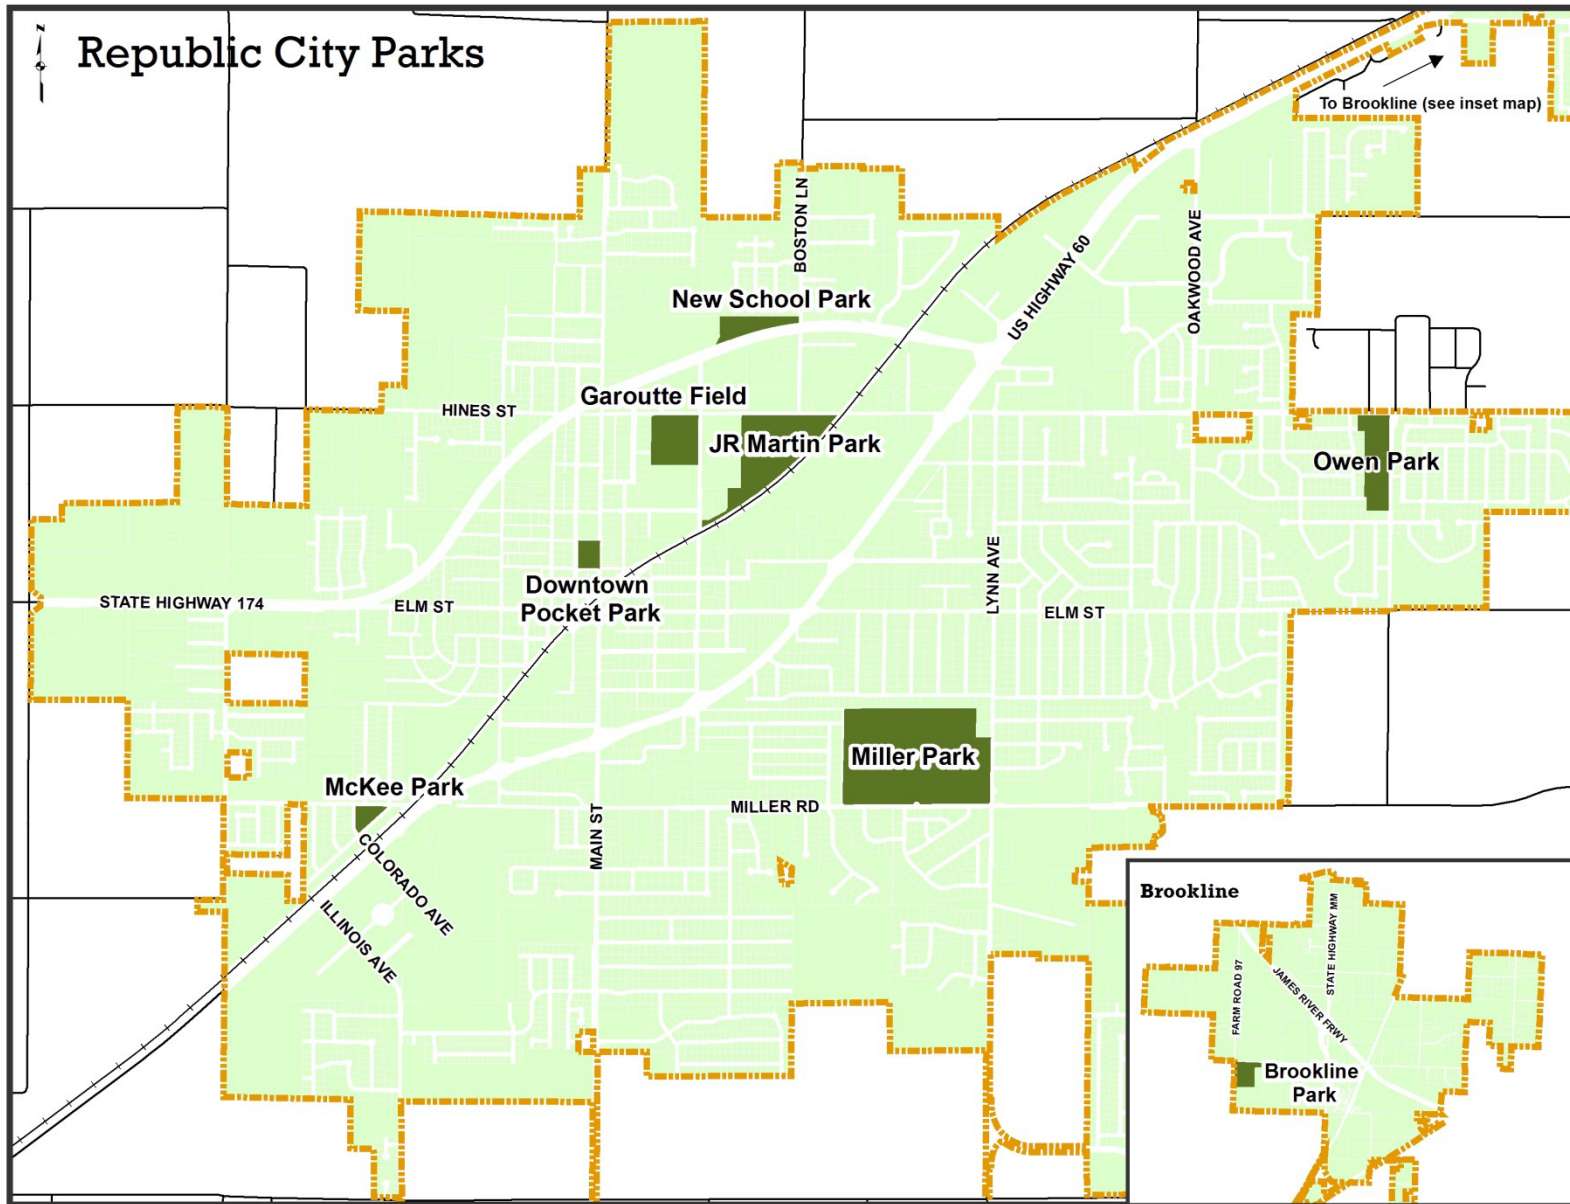 Z
Republic City Parks
To Brookline (see inset map)
BOSTON LN
US HIGHWAY 60
OAKWOOD AVE
New School Park
Garoutte Field
HINES ST
JR Martin Park
Owen Park
Downtown
Pocket Park
STATE HIGHWAY 174
ELM ST
LYNN AVE
ELM ST
Miller Park
McKee Park
MILLER RD
MAIN ST
COLORADO AVE
ILLINOIS AVE
Brookline
STATE HIGHWAY MM
FARM ROAD 97
JAMES RIVER FRWY
Brookline
Park